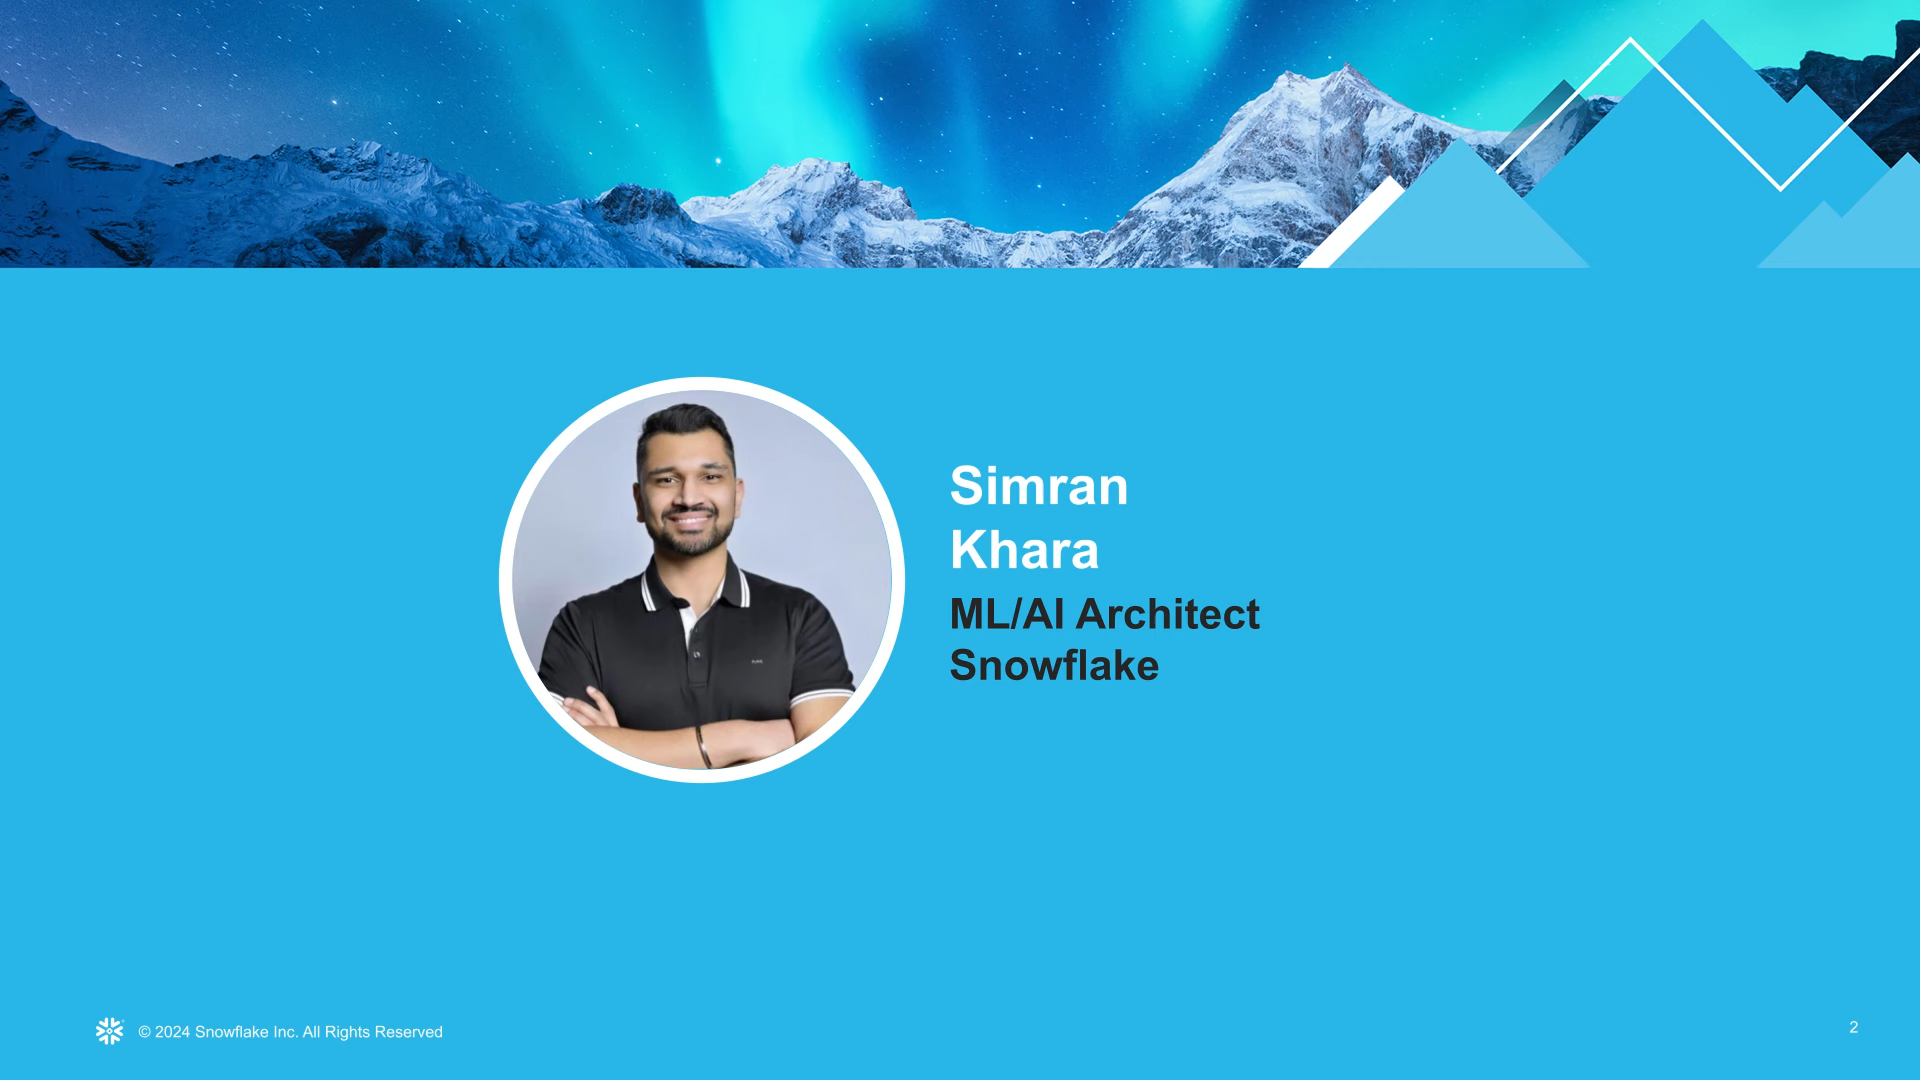 Simran
Khara
ML/AI Architect
Snowflake
© 2024 Snowflake Inc. All Rights Reserved
2